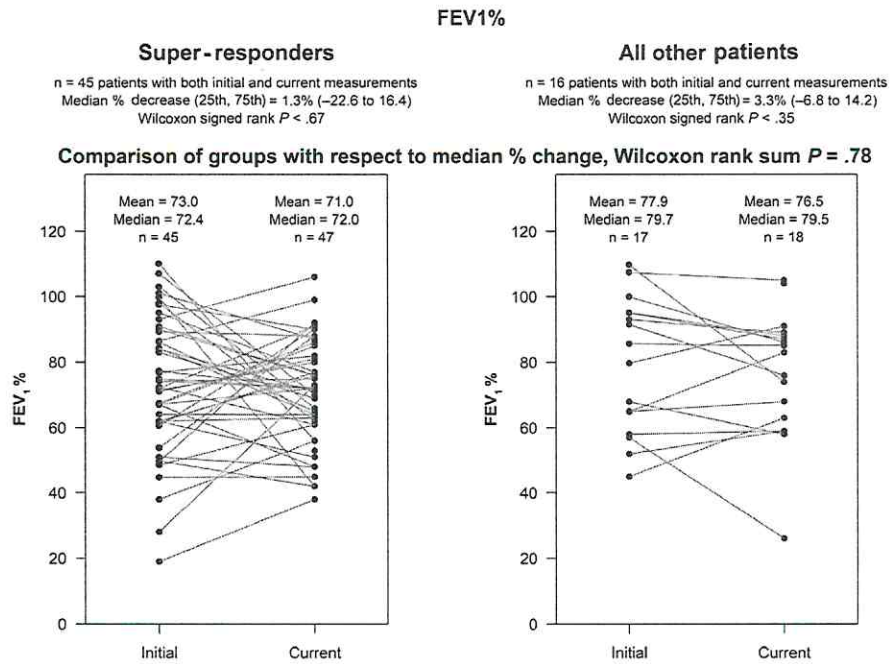 FEV1%
Super-responders
n = 45 patients with both initial and current measurements
Median % decrease (25th, 75th) = 1.3% (–22.6 to 16.4)
Wilcoxon signed rank P < .67
All other patients
n = 16 patients with both initial and current measurements
Median % decrease (25th, 75th) = 3.3% (–6.8 to 14.2)
Wilcoxon signed rank P < .35
Comparison of groups with respect to median % change, Wilcoxon rank sum P = .78
Mean = 73.0
Median = 72.4
n = 45
Mean = 71.0
Median = 72.0
n = 47
120
100
80
60
40
20
0
FEV₁ %
Initial
Current
Mean = 77.9
Median = 79.7
n = 17
Mean = 76.5
Median = 79.5
n = 18
120
100
80
60
40
20
0
FEV₁ %
Initial
Current